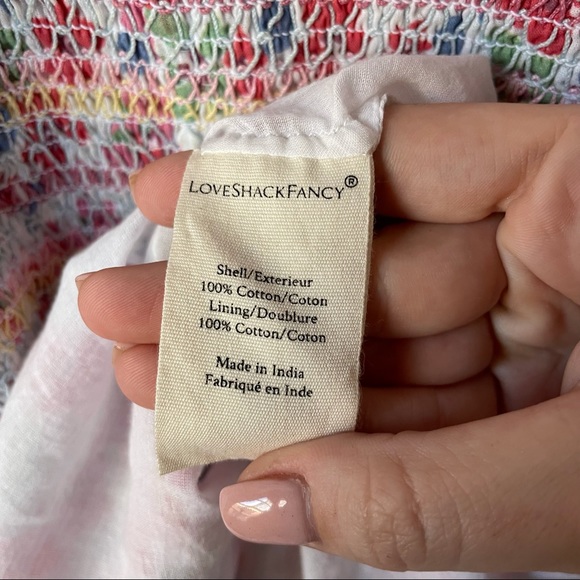 LOVESHACKFANCY®
Shell/Exterieur
100% Cotton/Coton
Lining/Doublure
100% Cotton/Coton
Made in India
Fabriqué en Inde